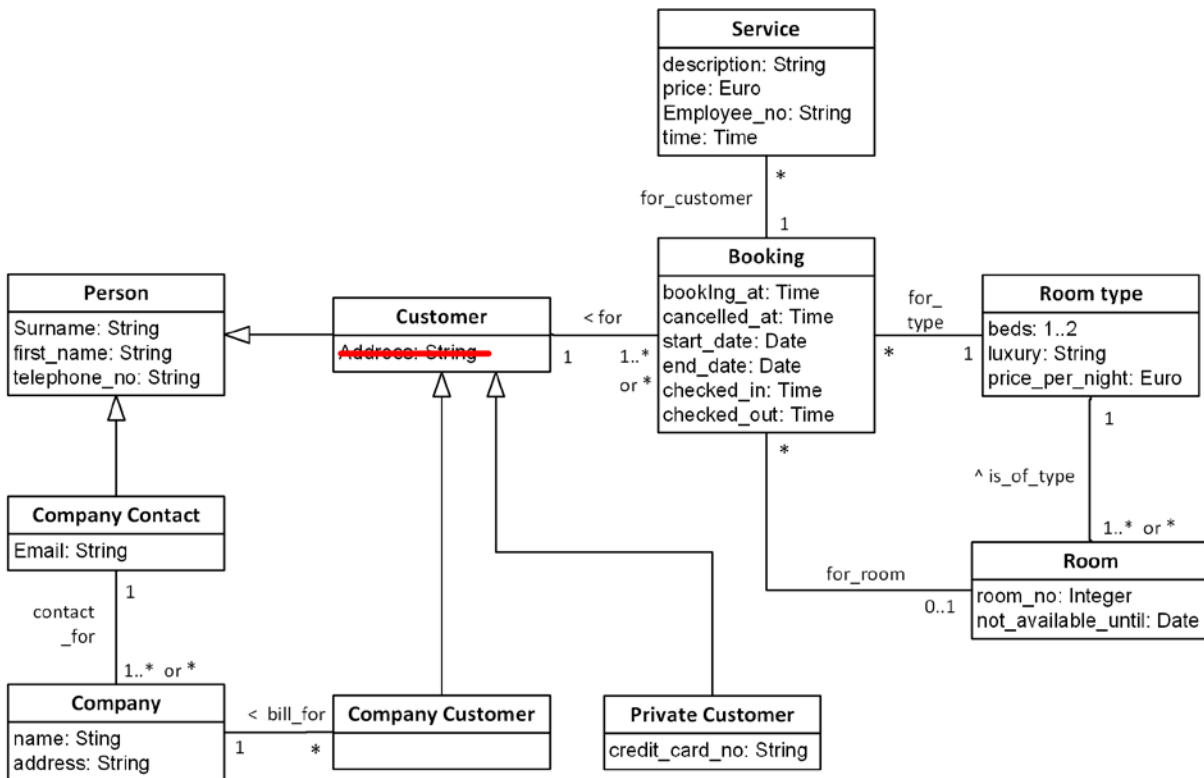 Service
description: String
price: Euro
Employee_no: String
time: Time
*
for_customer
1
Booking
bookIng_at: Time
cancelled_at: Time
start_date: Date
end_date: Date
checked_in: Time
checked_out: Time
Person
Surname: String
first_name: String
telephone_no: String
Customer
Address: String
< for
1
1..*
or *
for_
type
*
1
Room type
beds: 1..2
luxury: String
price_per_night: Euro
1
^ is_of_type
1..* or *
*
for_room
0..1
Room
room_no: Integer
not_available_until: Date
Company Contact
Email: String
1
contact
_for
1..* or *
Company
name: Sting
address: String
< bill_for
1
*
Company Customer
Private Customer
credit_card_no: String